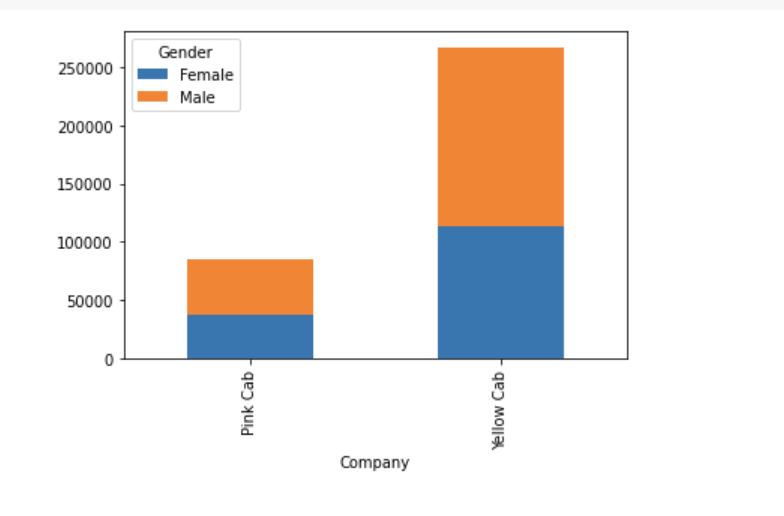 Gender
Female
Male
250000
200000
150000
100000
50000
0
Pink Cab
Yellow Cab
Company